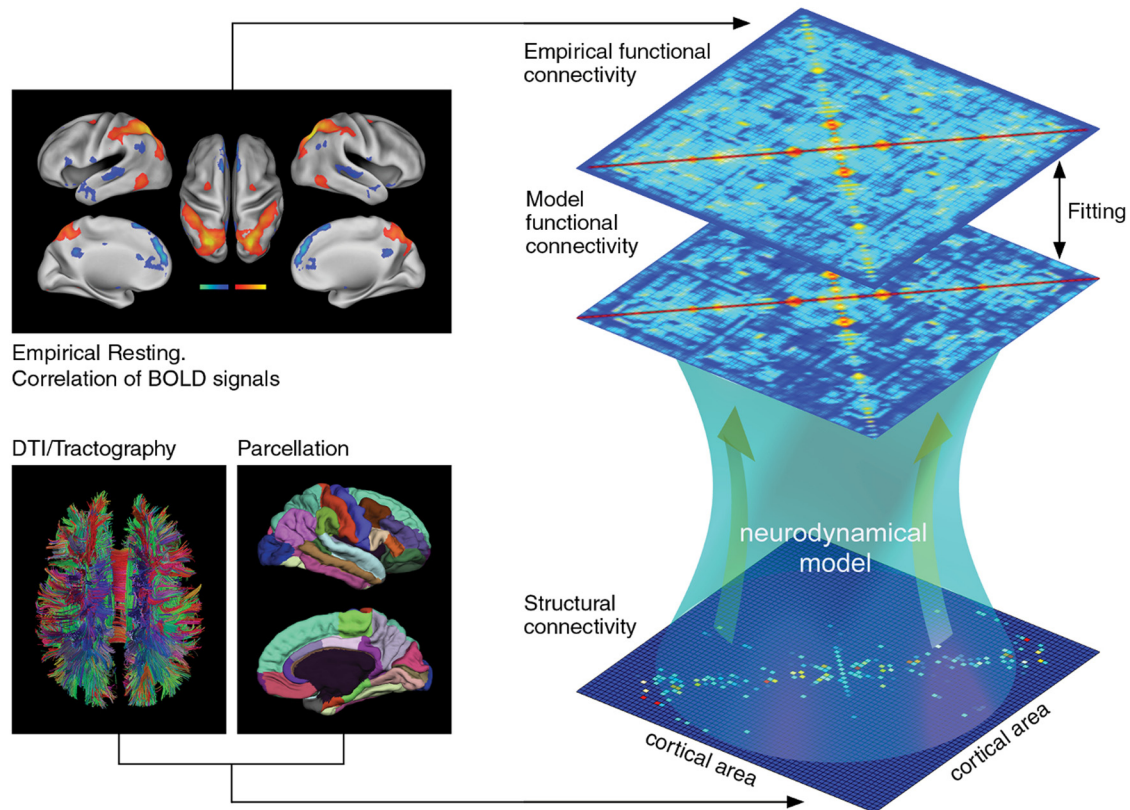 Empirical functional
connectivity
Model
functional
connectivity
Fitting
Empirical Resting.
Correlation of BOLD signals
DTI/Tractography
Parcellation
neurodynamical
model
Structural
connectivity
cortical area
cortical area